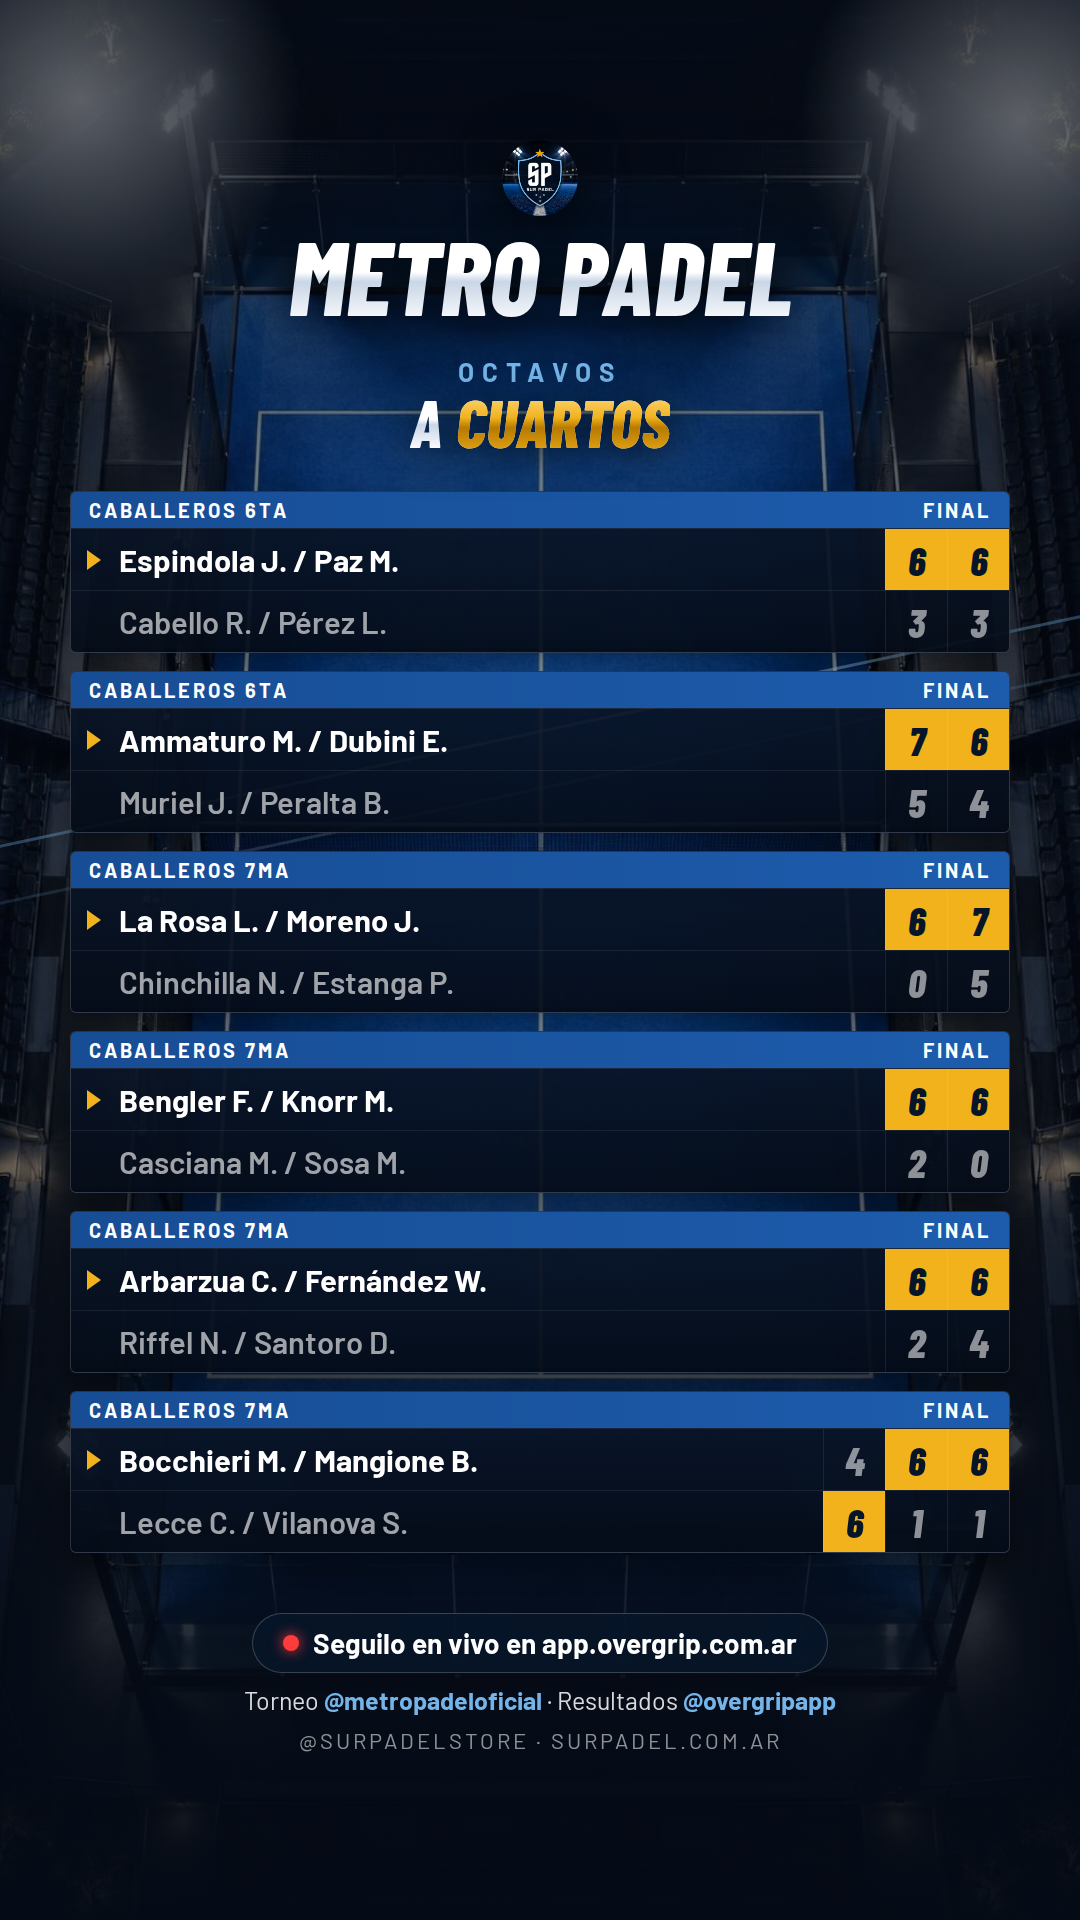 SP
SUR PADEL
METRO PADEL
OCTAVOS
A CUARTOS
CABALLEROS 6TA FINAL
Espindola J. / Paz M. 6 6
Cabello R. / Pérez L. 3 3
CABALLEROS 6TA FINAL
Ammaturo M. / Dubini E. 7 6
Muriel J. / Peralta B. 5 4
CABALLEROS 7MA FINAL
La Rosa L. / Moreno J. 6 7
Chinchilla N. / Estanga P. 0 5
CABALLEROS 7MA FINAL
Bengler F. / Knorr M. 6 6
Casciana M. / Sosa M. 2 0
CABALLEROS 7MA FINAL
Arbarzua C. / Fernández W. 6 6
Riffel N. / Santoro D. 2 4
CABALLEROS 7MA FINAL
Bocchieri M. / Mangione B. 4 6 6
Lecce C. / Vilanova S. 6 1 1
Seguilo en vivo en app.overgrip.com.ar
Torneo @metropadeloficial · Resultados @overgripapp
@SURPADELSTORE · SURPADEL.COM.AR